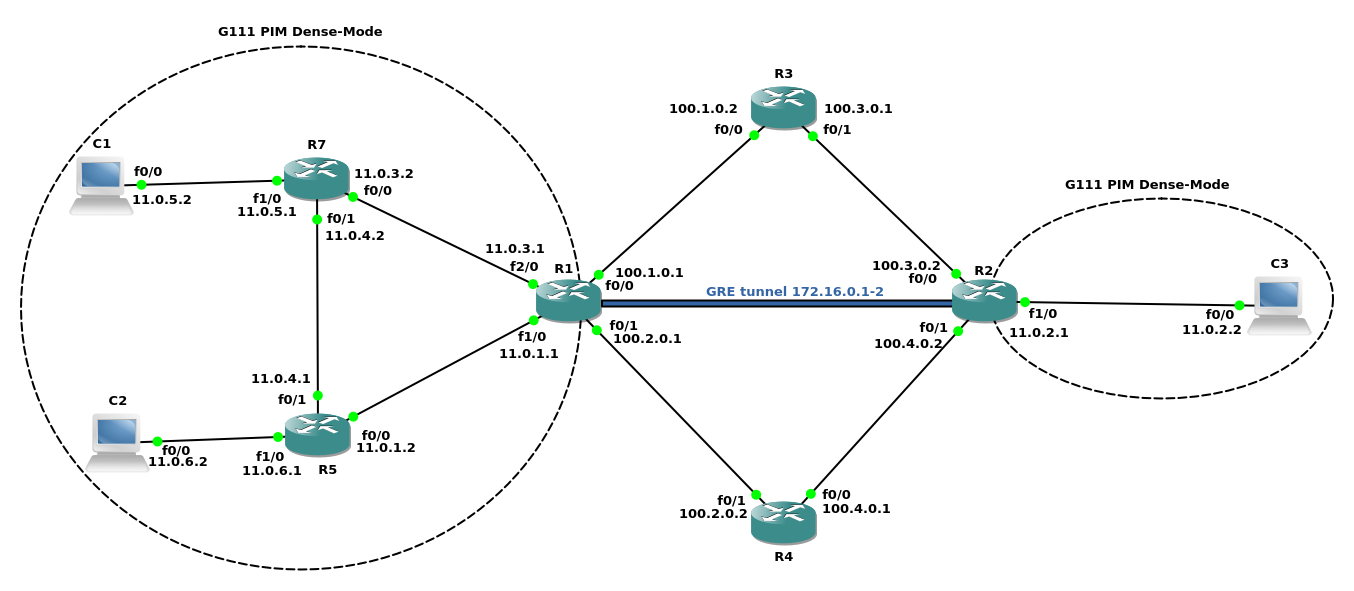 G111 PIM Dense-Mode
R3
100.1.0.2
100.3.0.1
f0/0
f0/1
C1
R7
f0/0
11.0.5.2
11.0.3.2
f0/0
f1/0
11.0.5.1
f0/1
11.0.4.2
G111 PIM Dense-Mode
11.0.3.1
f2/0
R1
100.1.0.1
f0/0
GRE tunnel 172.16.0.1-2
100.3.0.2
f0/0
R2
C3
f0/1
100.2.0.1
f1/0
11.0.1.1
f0/1
100.4.0.2
f1/0
11.0.2.1
f0/0
11.0.2.2
11.0.4.1
f0/1
C2
f0/0
11.0.6.2
f1/0
11.0.6.1
R5
f0/0
11.0.1.2
f0/1
100.2.0.2
f0/0
100.4.0.1
R4